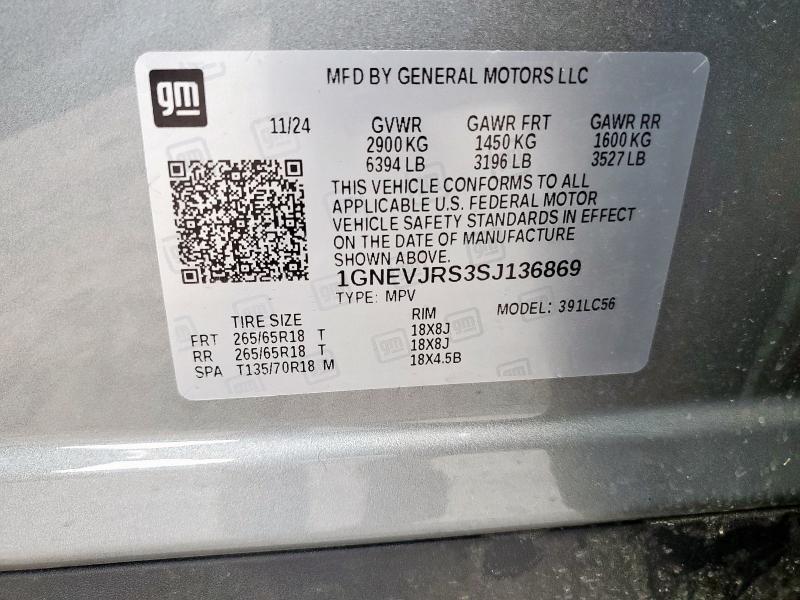 gm
MFD BY GENERAL MOTORS LLC
11/24 GVWR GAWR FRT GAWR RR
2900 KG 1450 KG 1600 KG
6394 LB 3196 LB 3527 LB
THIS VEHICLE CONFORMS TO ALL
APPLICABLE U.S. FEDERAL MOTOR
VEHICLE SAFETY STANDARDS IN EFFECT
ON THE DATE OF MANUFACTURE
SHOWN ABOVE.
1GNEVJRS3SJ136869
TYPE: MPV MODEL: 391LC56
TIRE SIZE RIM
FRT 265/65R18 T 18X8J
RR 265/65R18 T 18X8J
SPA T135/70R18 M 18X4.5B